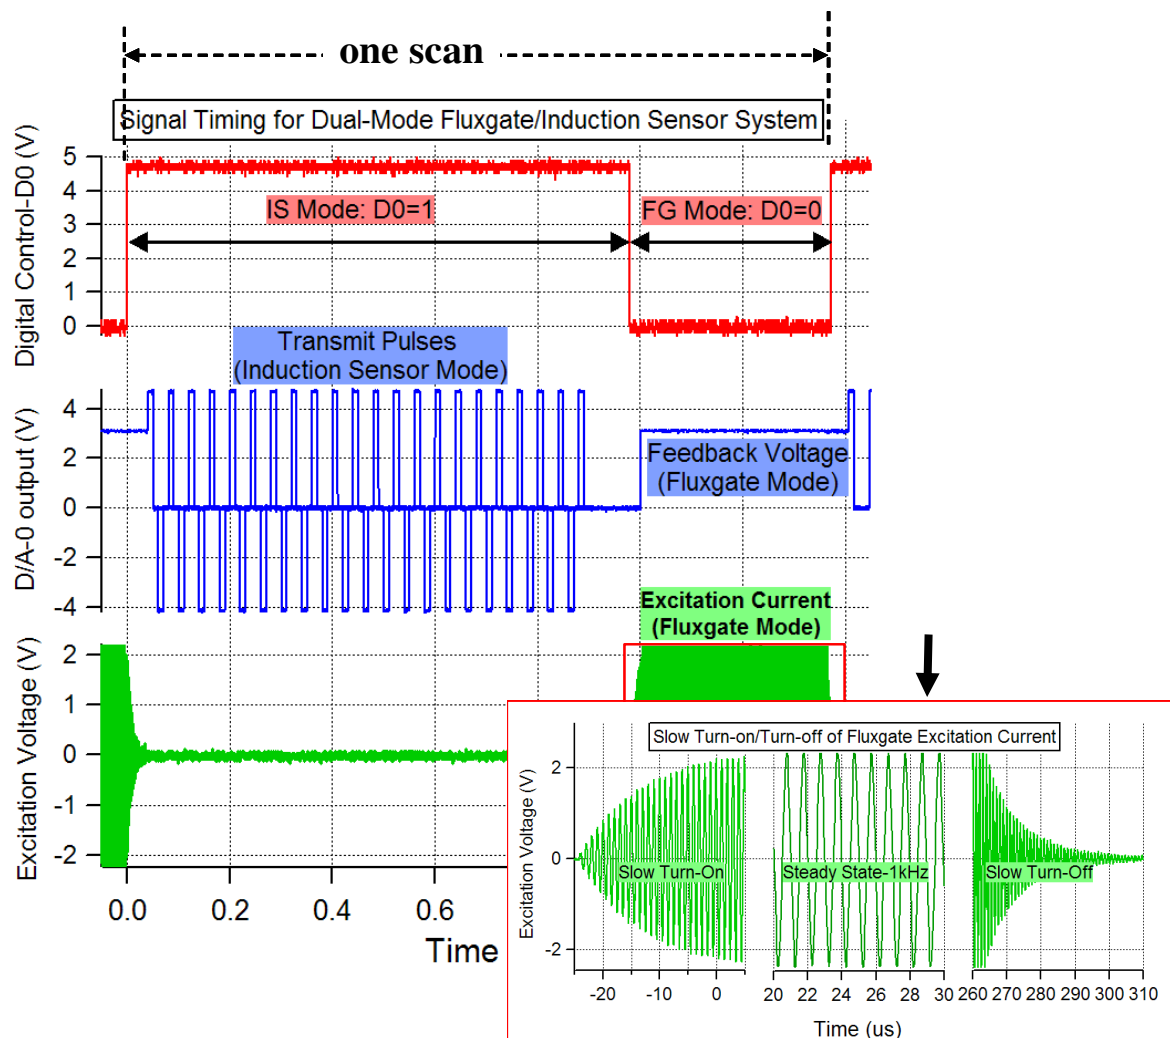 one scan
Signal Timing for Dual-Mode Fluxgate/Induction Sensor System
Digital Control-D0 (V)
5
4
3
2
1
0
IS Mode: D0=1
FG Mode: D0=0
Transmit Pulses
(Induction Sensor Mode)
D/A-0 output (V)
4
2
0
-2
-4
Feedback Voltage
(Fluxgate Mode)
Excitation Current
(Fluxgate Mode)
Excitation Voltage (V)
2
1
0
-1
-2
0.0 0.2 0.4 0.6
Time
Slow Turn-on/Turn-off of Fluxgate Excitation Current
Excitation Voltage (V)
2
0
-2
Slow Turn-On
Steady State-1kHz
Slow Turn-Off
-20 -10 0 20 22 24 26 28 30 260 270 280 290 300 310
Time (us)